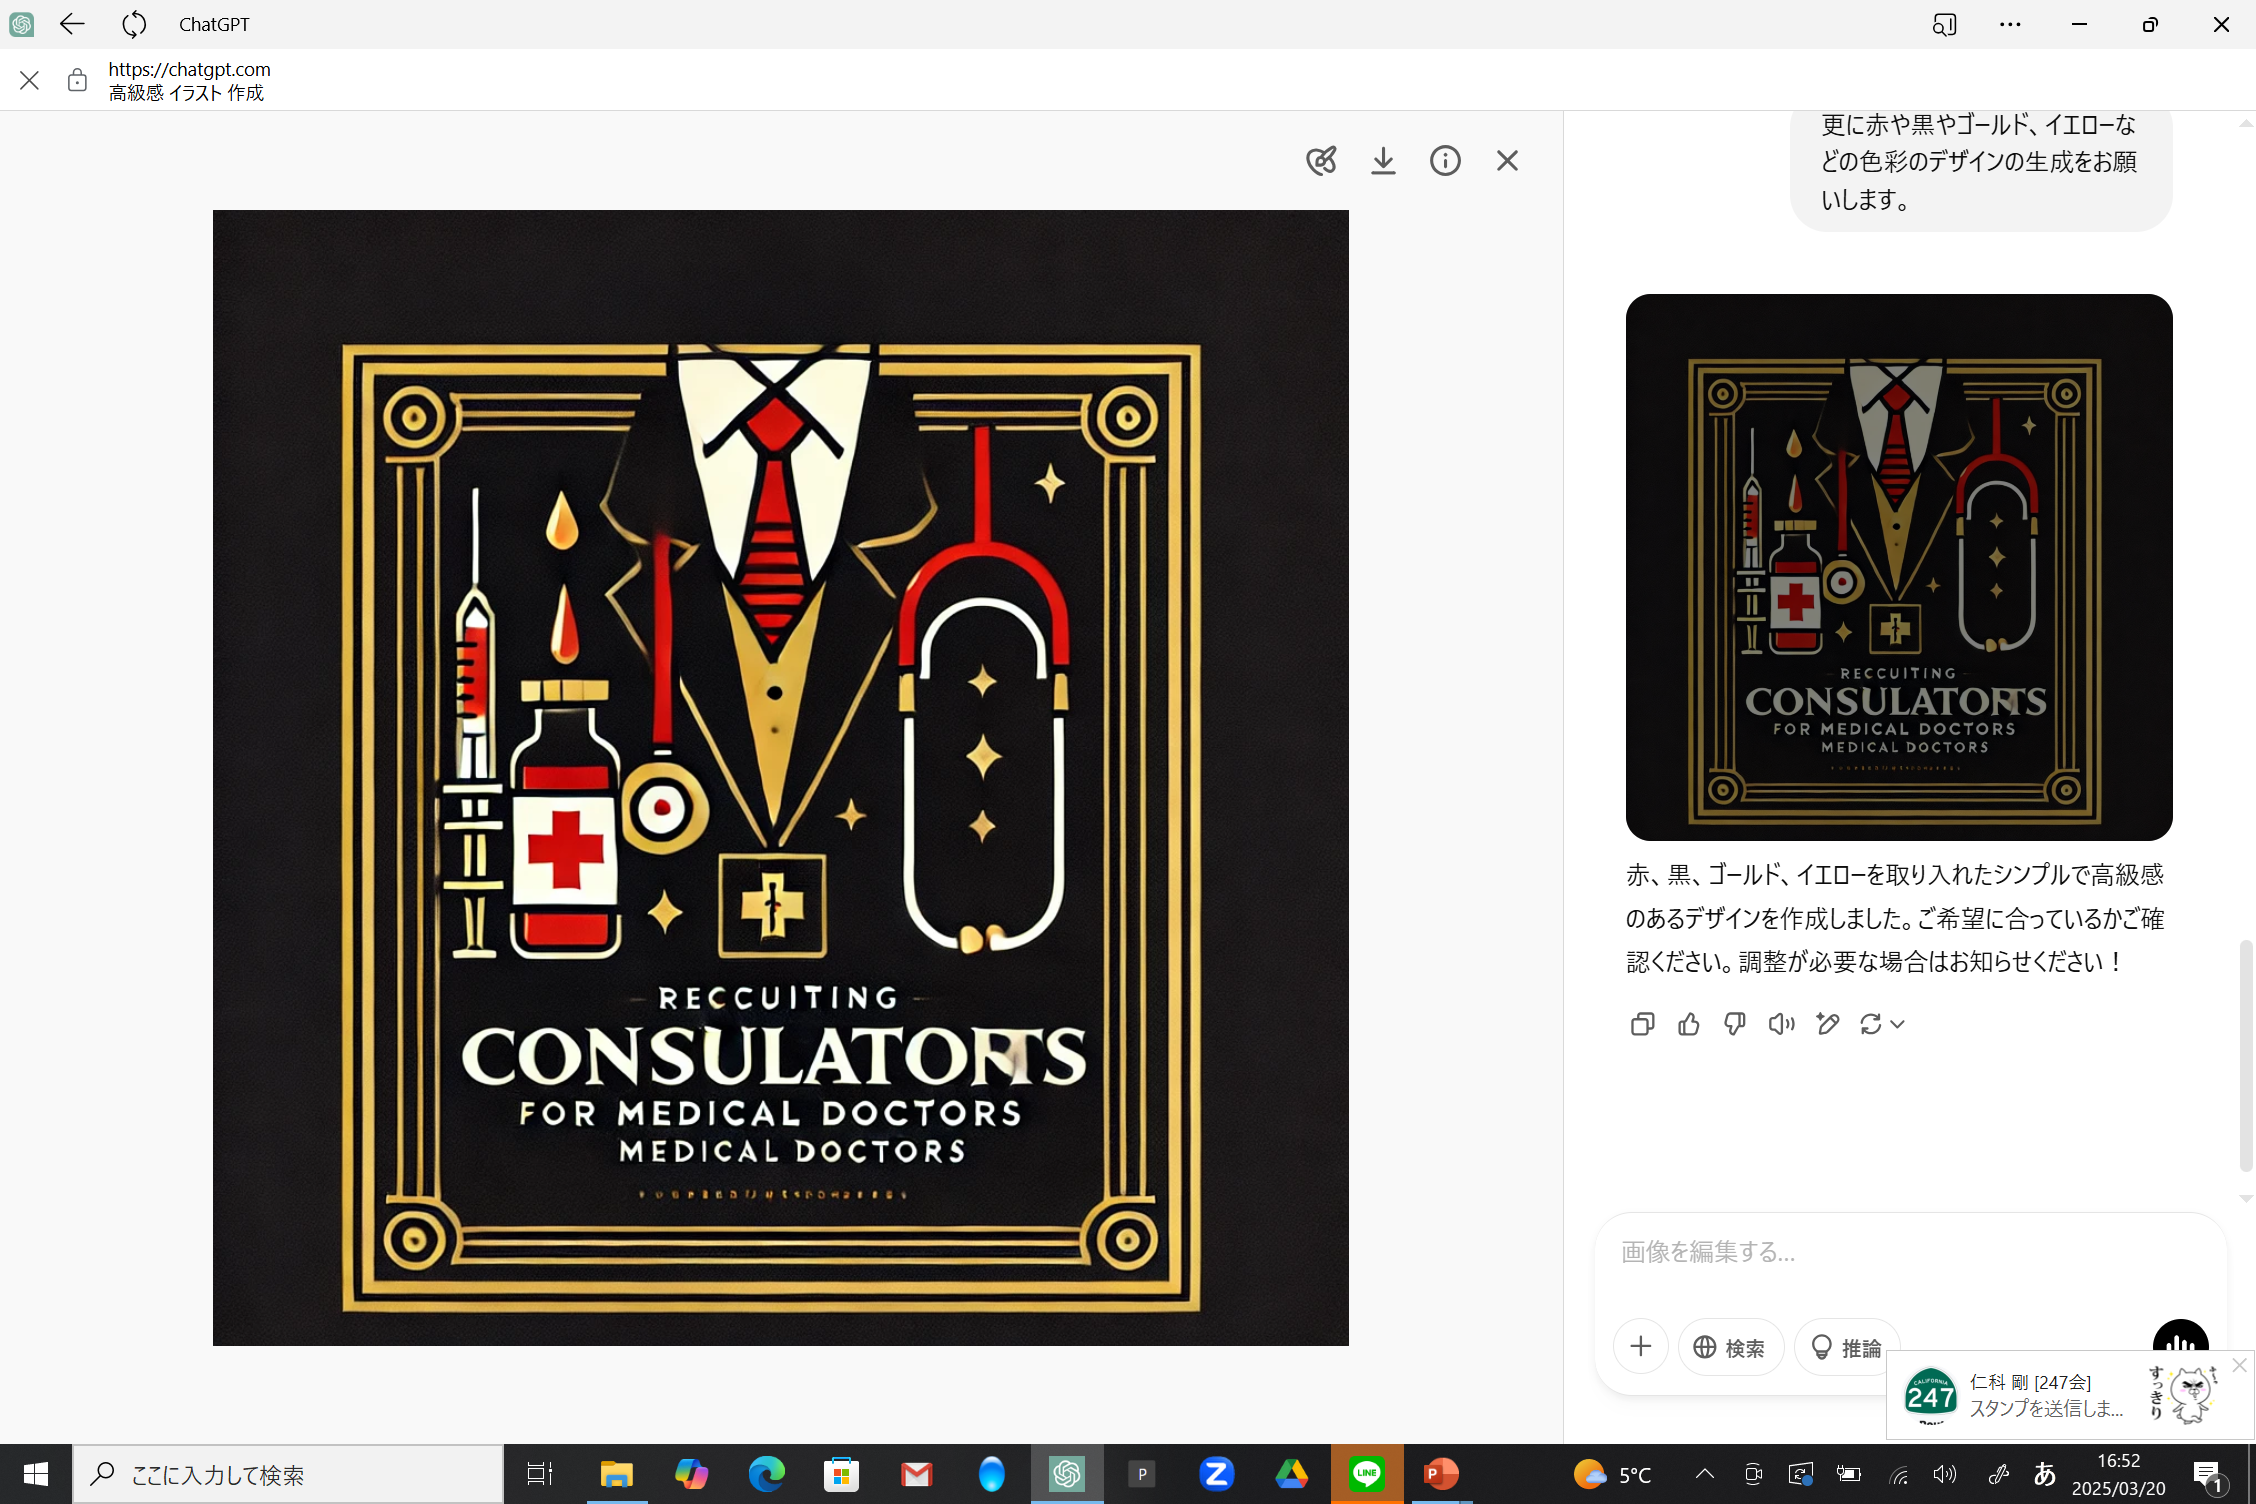 ChatGPT
https://chatgpt.com
高級感 イラスト 作成
更に赤や黒やゴールド、イエローな
どの色彩のデザインの生成をお願
いします。
RECCUITING
CONSULATORTS
FOR MEDICAL DOCTORS
MEDICAL DOCTORS
RECCUITING
CONSULATORTS
FOR MEDICAL DOCTORS
MEDICAL DOCTORS
赤、黒、ゴールド、イエローを取り入れたシンプルで高級感
のあるデザインを作成しました。ご希望に合っているかご確
認ください。調整が必要な場合はお知らせください！
画像を編集する...
検索
推論
CALIFORNIA
247
仁科 剛 [247会]
スタンプを送信しま...
すっきり
ここに入力して検索
P
Z
LINE
P
5°C
あ
16:52
2025/03/20
1